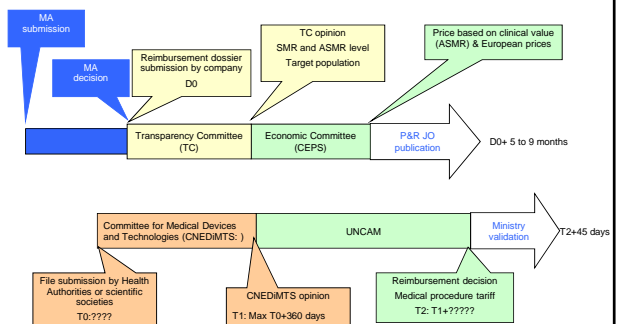 MA
submission
MA
decision
Reimbursement dossier
submission by company
D0
TC opinion
SMR and ASMR level
Target population
Price based on clinical value
(ASMR) & European prices
Transparency Committee
(TC)
Economic Committee
(CEPS)
P&R JO
publication
D0+ 5 to 9 months
Committee for Medical Devices
and Technologies (CNEDiMTS: )
UNCAM
Ministry
validation
T2+45 days
File submission by Health
Authorities or scientific
societies
T0:????
CNEDiMTS opinion
T1: Max T0+360 days
Reimbursement decision
Medical procedure tariff
T2: T1+?????